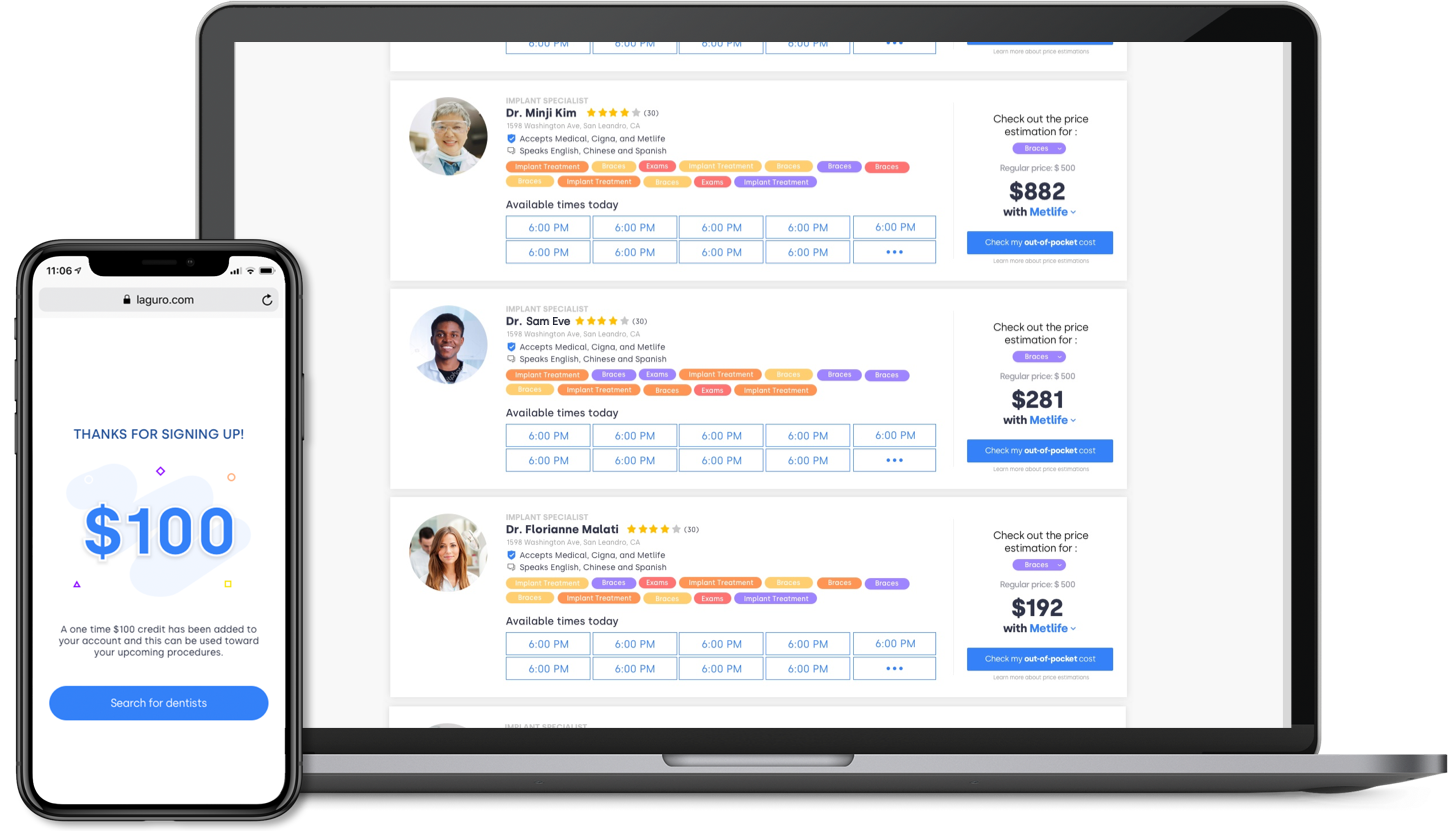 11:06
laguro.com
THANKS FOR SIGNING UP!
$100
A one time $100 credit has been added to
your account and this can be used toward
your upcoming procedures.
Search for dentists
6:00 PM 6:00 PM 6:00 PM 6:00 PM •••
Learn more about price estimations
IMPLANT SPECIALIST
Dr. Minji Kim (30)
1598 Washington Ave, San Leandro, CA
Accepts Medical, Cigna, and Metlife
Speaks English, Chinese and Spanish
Implant Treatment Braces Exams Implant Treatment Braces Braces Braces
Braces Implant Treatment Braces Exams Implant Treatment
Available times today
6:00 PM 6:00 PM 6:00 PM 6:00 PM 6:00 PM
6:00 PM 6:00 PM 6:00 PM 6:00 PM •••
Check out the price
estimation for :
Braces
Regular price: $ 500
$882
with Metlife
Check my out-of-pocket cost
Learn more about price estimations
IMPLANT SPECIALIST
Dr. Sam Eve (30)
1598 Washington Ave, San Leandro, CA
Accepts Medical, Cigna, and Metlife
Speaks English, Chinese and Spanish
Implant Treatment Braces Exams Implant Treatment Braces Braces Braces
Braces Implant Treatment Braces Exams Implant Treatment
Available times today
6:00 PM 6:00 PM 6:00 PM 6:00 PM 6:00 PM
6:00 PM 6:00 PM 6:00 PM 6:00 PM •••
Check out the price
estimation for :
Braces
Regular price: $ 500
$281
with Metlife
Check my out-of-pocket cost
Learn more about price estimations
IMPLANT SPECIALIST
Dr. Florianne Malati (30)
1598 Washington Ave, San Leandro, CA
Accepts Medical, Cigna, and Metlife
Speaks English, Chinese and Spanish
Implant Treatment Braces Exams Implant Treatment Braces Braces Braces
Braces Implant Treatment Braces Exams Implant Treatment
Available times today
6:00 PM 6:00 PM 6:00 PM 6:00 PM 6:00 PM
6:00 PM 6:00 PM 6:00 PM 6:00 PM •••
Check out the price
estimation for :
Braces
Regular price: $ 500
$192
with Metlife
Check my out-of-pocket cost
Learn more about price estimations
IMPLANT SPECIALIST